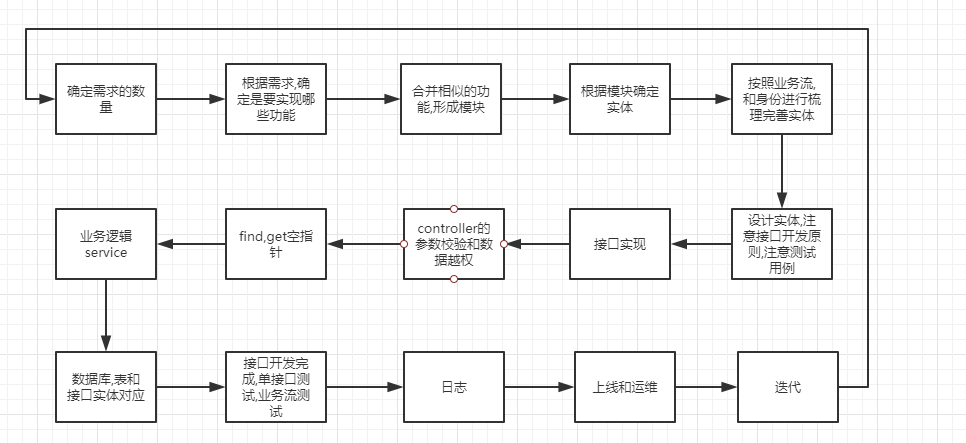 确定需求的数
量
根据需求,确
定是要实现哪
些功能
合并相似的功
能,形成模块
根据模块确定
实体
按照业务流,
和身份进行梳
理完善实体
业务逻辑
service
find,get空指
针
controller的
参数校验和数
据越权
接口实现
设计实体,注
意接口开发原
则,注意测试
用例
数据库,表和
接口实体对应
接口开发完
成,单接口测
试,业务流测
试
日志
上线和运维
迭代